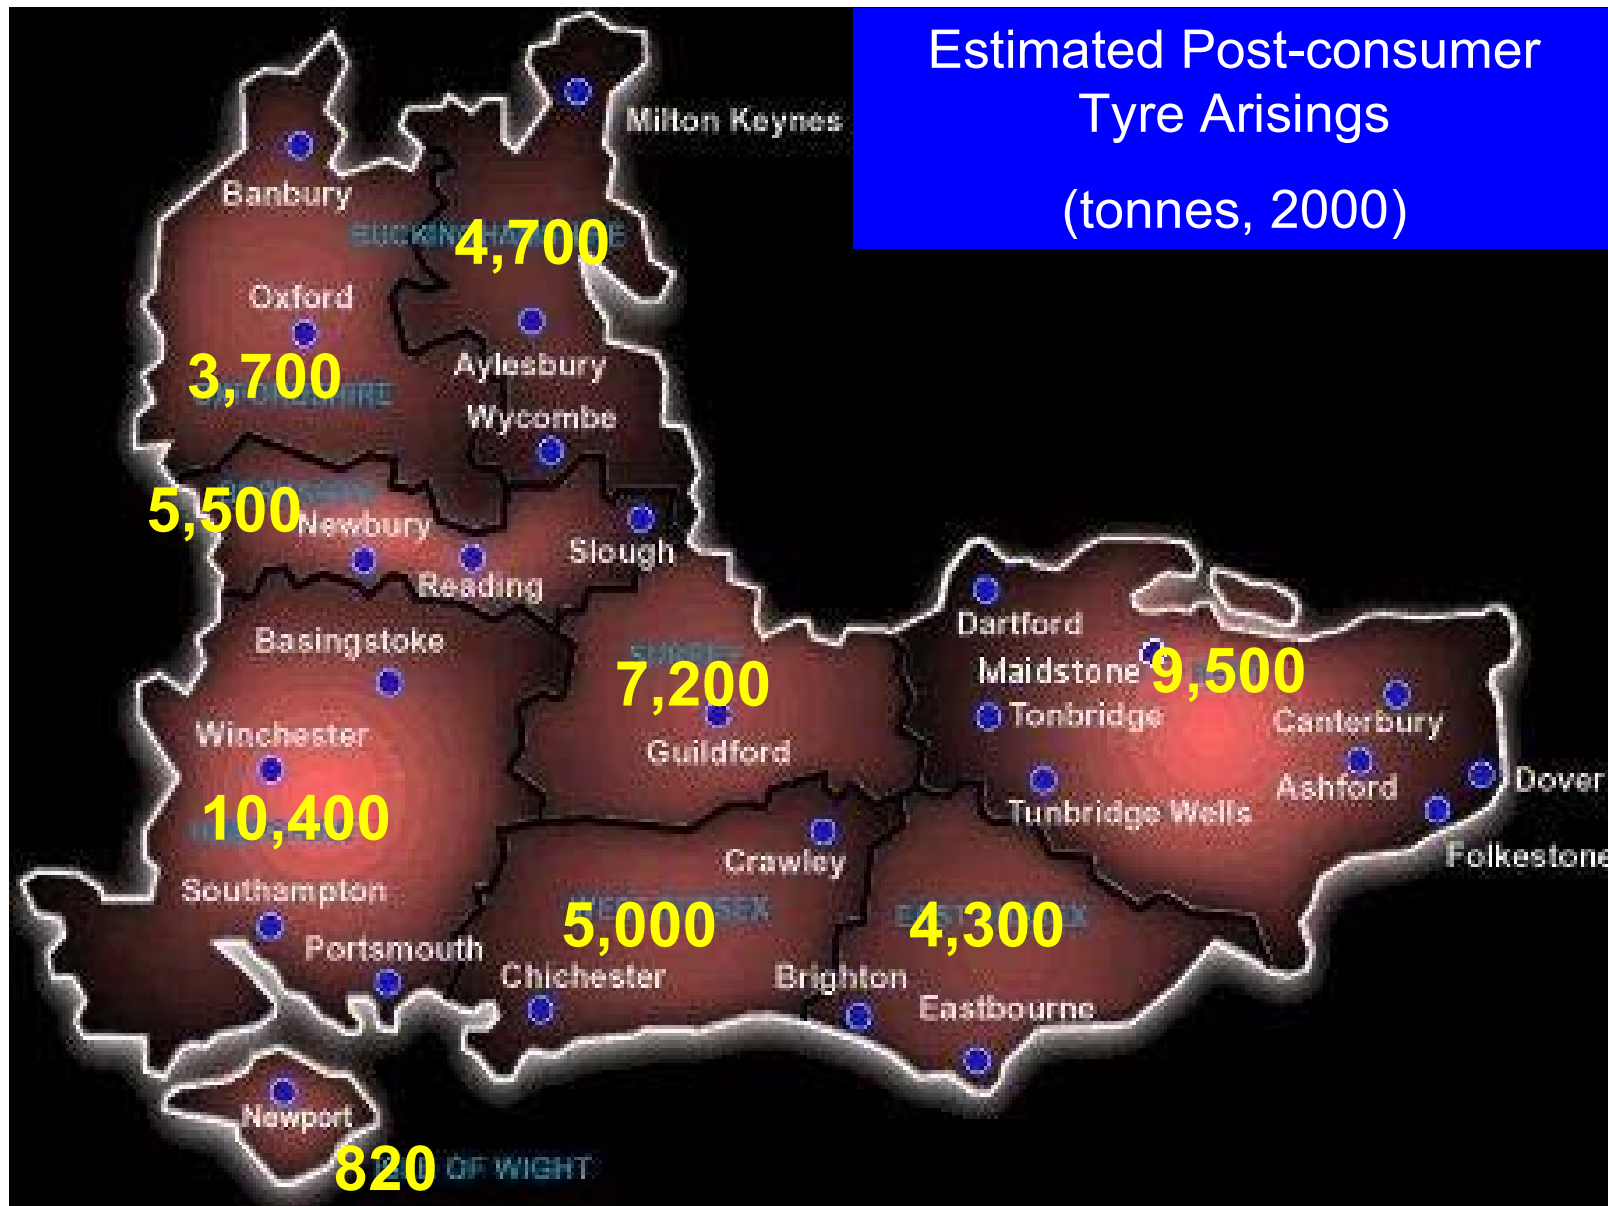 Estimated Post-consumer
Tyre Arisings
(tonnes, 2000)
Milton Keynes
Banbury
4,700
Oxford
3,700
Aylesbury
Wycombe
5,500
Newbury
Slough
Reading
Basingstoke
Dartford
Maidstone
9,500
7,200
Tonbridge
Canterbury
Winchester
Guildford
Ashford
Dover
10,400
Tunbridge Wells
Crawley
Folkestone
Southampton
5,000
4,300
Portsmouth
Chichester
Brighton
Eastbourne
Newport
820
OF WIGHT